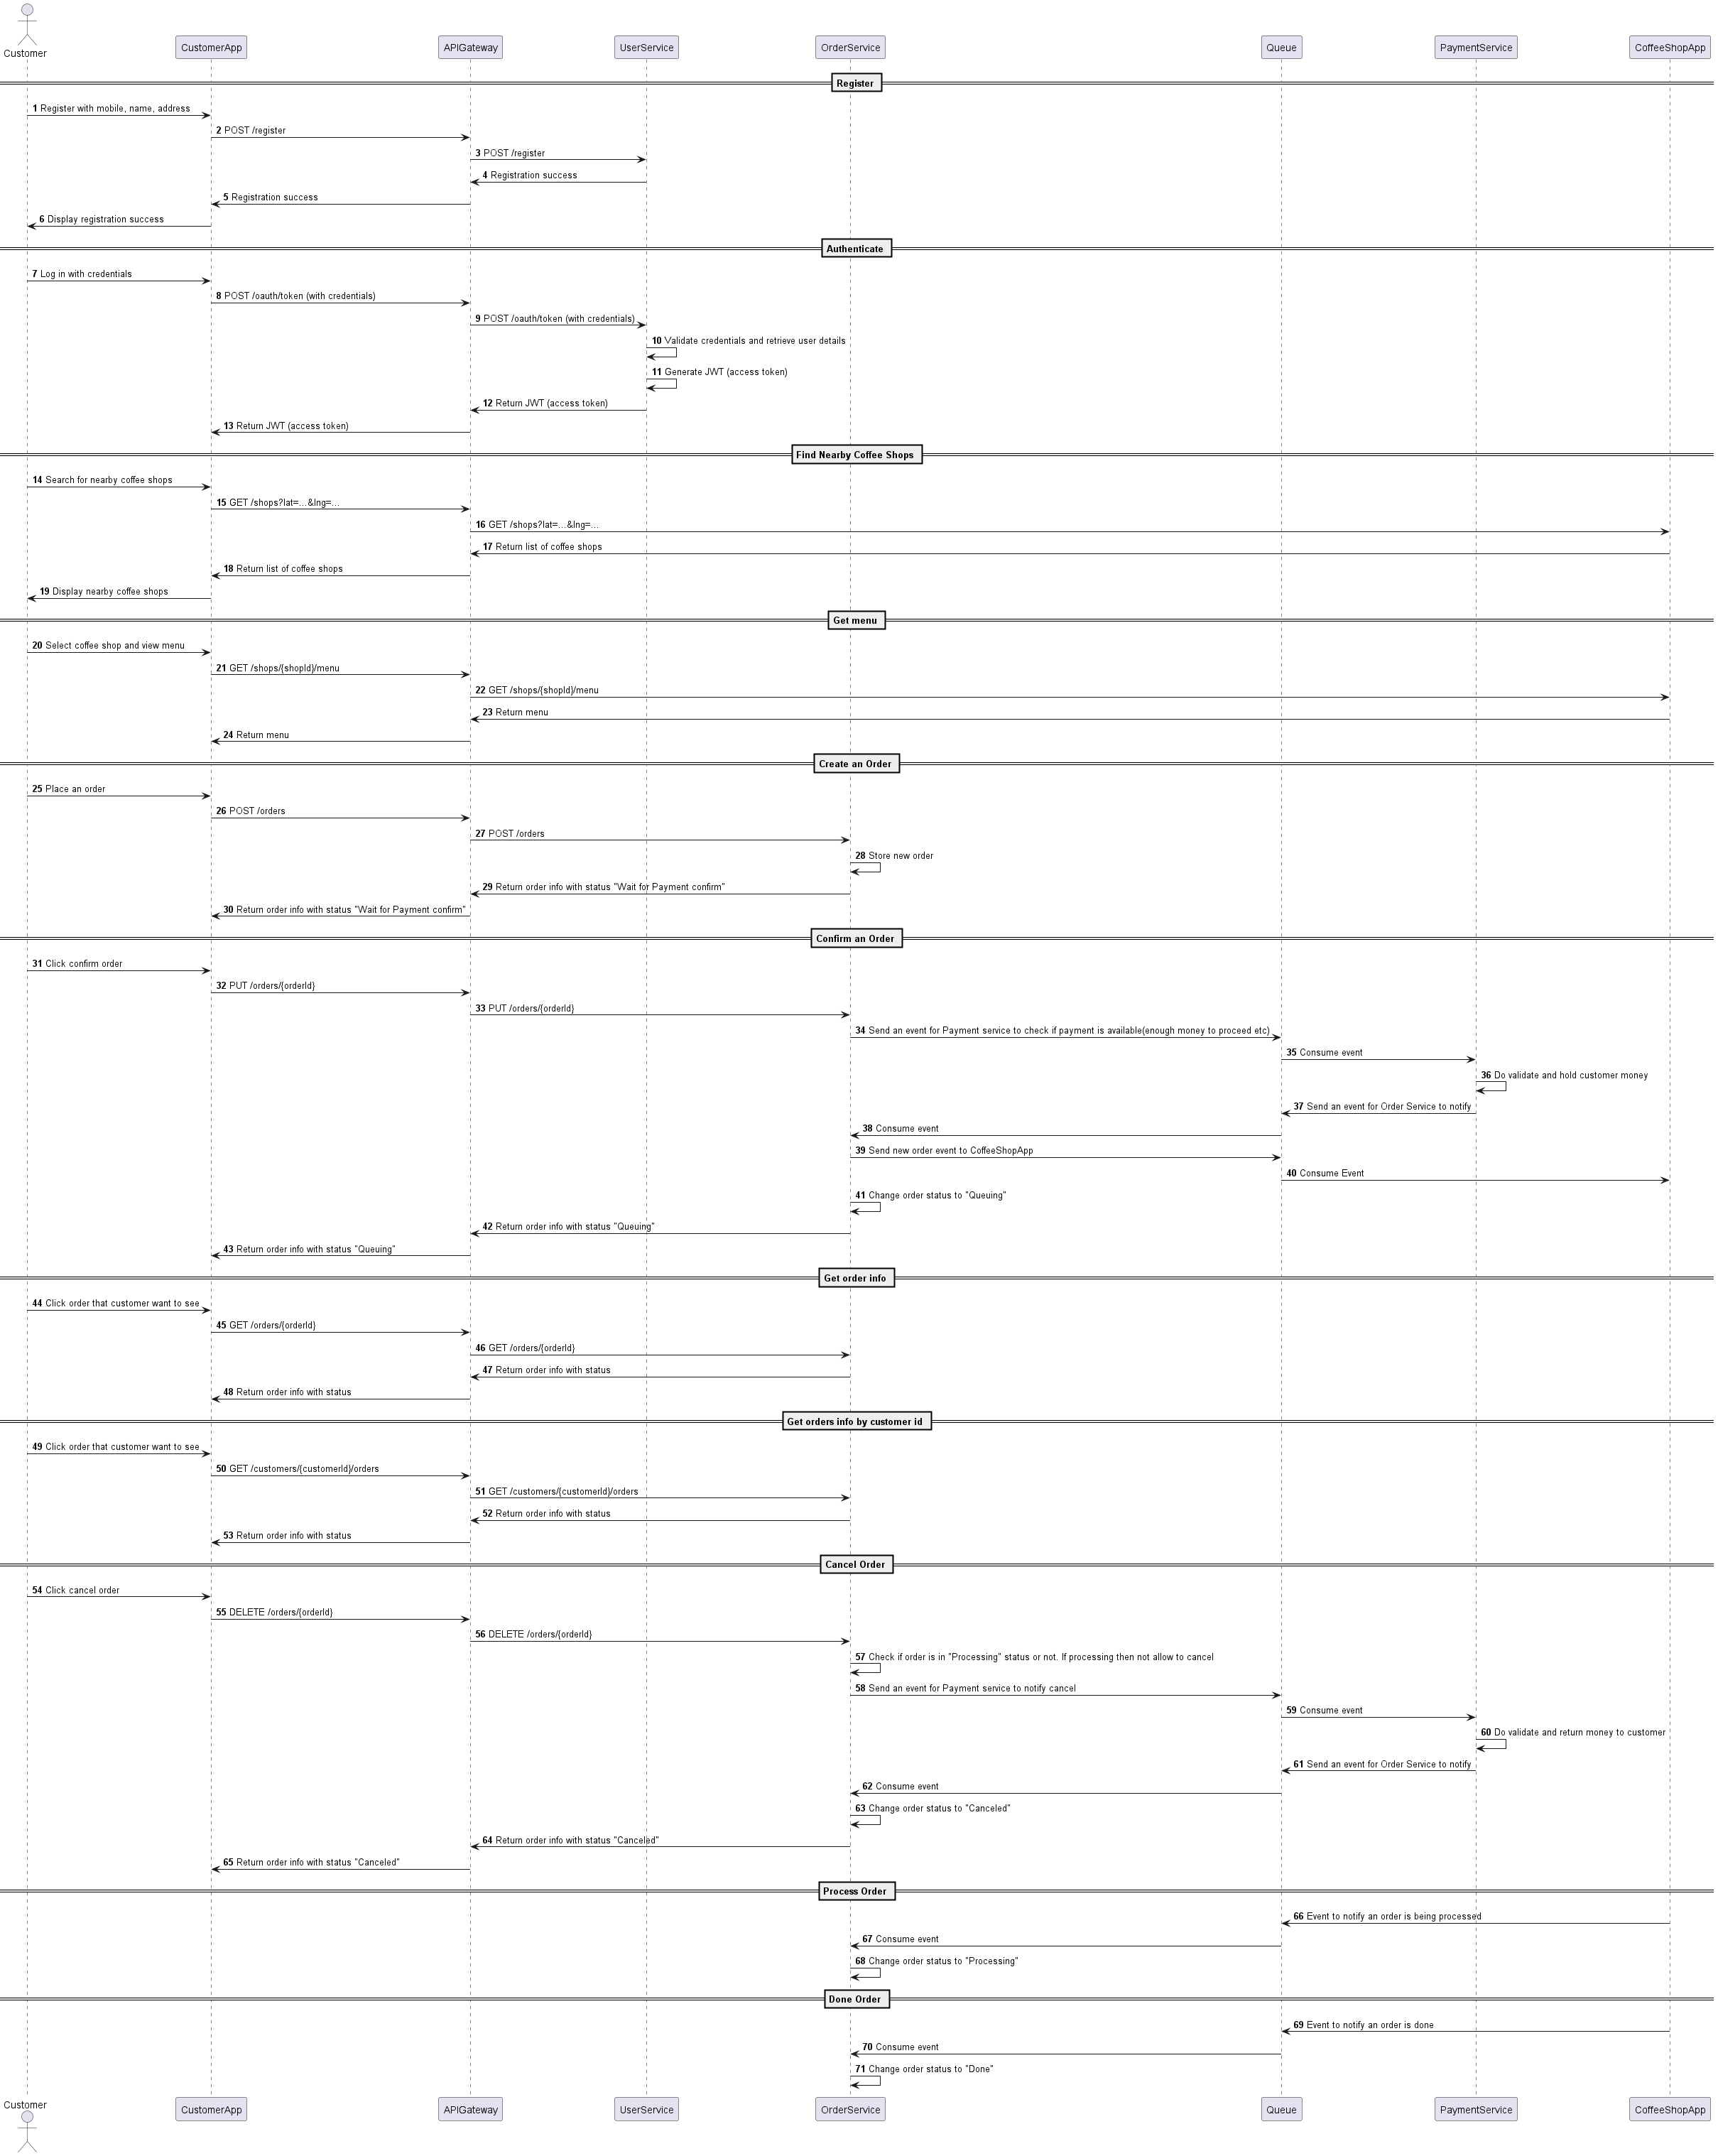 Customer
CustomerApp
APIGateway
UserService
OrderService
Queue
PaymentService
CoffeeShopApp
Register
1 Register with mobile, name, address
2 POST /register
3 POST /register
4 Registration success
5 Registration success
6 Display registration success
Authenticate
7 Log in with credentials
8 POST /oauth/token (with credentials)
9 POST /oauth/token (with credentials)
10 Validate credentials and retrieve user details
11 Generate JWT (access token)
12 Return JWT (access token)
13 Return JWT (access token)
Find Nearby Coffee Shops
14 Search for nearby coffee shops
15 GET /shops?lat=...&lng=...
16 GET /shops?lat=...&lng=...
17 Return list of coffee shops
18 Return list of coffee shops
19 Display nearby coffee shops
Get menu
20 Select coffee shop and view menu
21 GET /shops/{shopId}/menu
22 GET /shops/{shopId}/menu
23 Return menu
24 Return menu
Create an Order
25 Place an order
26 POST /orders
27 POST /orders
28 Store new order
29 Return order info with status "Wait for Payment confirm"
30 Return order info with status "Wait for Payment confirm"
Confirm an Order
31 Click confirm order
32 PUT /orders/{orderId}
33 PUT /orders/{orderId}
34 Send an event for Payment service to check if payment is available(enough money to proceed etc)
35 Consume event
36 Do validate and hold customer money
37 Send an event for Order Service to notify
38 Consume event
39 Send new order event to CoffeeShopApp
40 Consume Event
41 Change order status to "Queuing"
42 Return order info with status "Queuing"
43 Return order info with status "Queuing"
Get order info
44 Click order that customer want to see
45 GET /orders/{orderId}
46 GET /orders/{orderId}
47 Return order info with status
48 Return order info with status
Get orders info by customer id
49 Click order that customer want to see
50 GET /customers/{customerId}/orders
51 GET /customers/{customerId}/orders
52 Return order info with status
53 Return order info with status
Cancel Order
54 Click cancel order
55 DELETE /orders/{orderId}
56 DELETE /orders/{orderId}
57 Check if order is in "Processing" status or not. If processing then not allow to cancel
58 Send an event for Payment service to notify cancel
59 Consume event
60 Do validate and return money to customer
61 Send an event for Order Service to notify
62 Consume event
63 Change order status to "Canceled"
64 Return order info with status "Canceled"
65 Return order info with status "Canceled"
Process Order
66 Event to notify an order is being processed
67 Consume event
68 Change order status to "Processing"
Done Order
69 Event to notify an order is done
70 Consume event
71 Change order status to "Done"
Customer
CustomerApp
APIGateway
UserService
OrderService
Queue
PaymentService
CoffeeShopApp